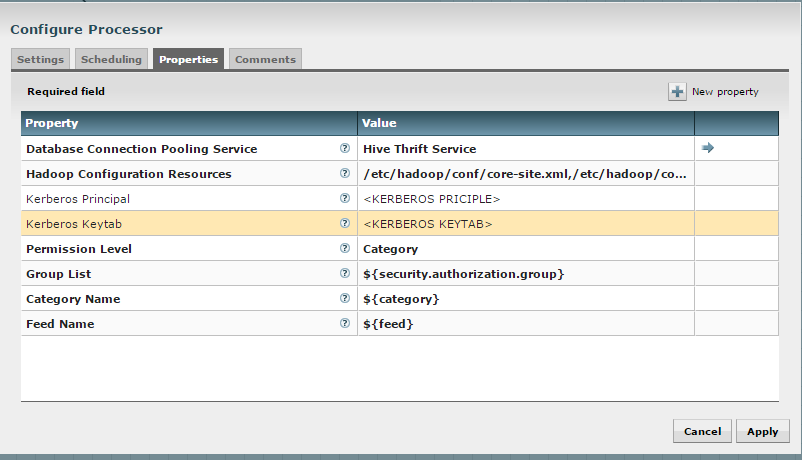 Configure Processor
Settings Scheduling Properties Comments
Required field New property
Property Value
Database Connection Pooling Service Hive Thrift Service
Hadoop Configuration Resources /etc/hadoop/conf/core-site.xml,/etc/hadoop/co...
Kerberos Principal <KERBEROS PRICIPLE>
Kerberos Keytab <KERBEROS KEYTAB>
Permission Level Category
Group List ${security.authorization.group}
Category Name ${category}
Feed Name ${feed}
Cancel Apply